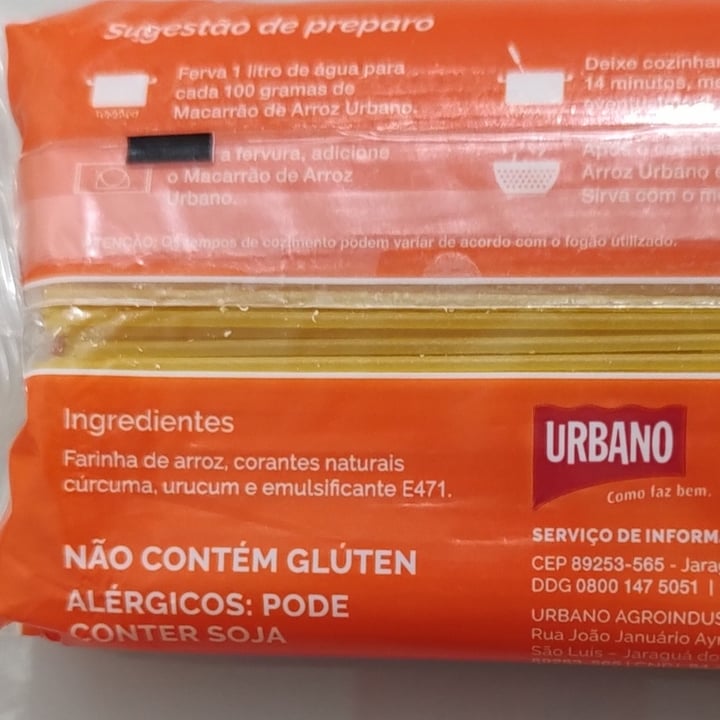 Sugestão de preparo
Ferva 1 litro de água para
cada 100 gramas de
Macarrão de Arroz Urbano.
Deixe cozinhar
14 minutos,
a fervura, adicione
o Macarrão de Arroz
Urbano.
Arroz Urbano
Sirva com o
ATENÇÃO: Os tempos de cozimento podem variar de acordo com o fogão utilizado.
Ingredientes
Farinha de arroz, corantes naturais
cúrcuma, urucum e emulsificante E471.
NÃO CONTÉM GLÚTEN
ALÉRGICOS: PODE
CONTER SOJA
URBANO
Como faz bem.
SERVIÇO DE INFORMA
CEP 89253-565 - Jarag
DDG 0800 147 5051 |
URBANO AGROINDUS
Rua João Januário Ayr
São Luís - Jaraguá do